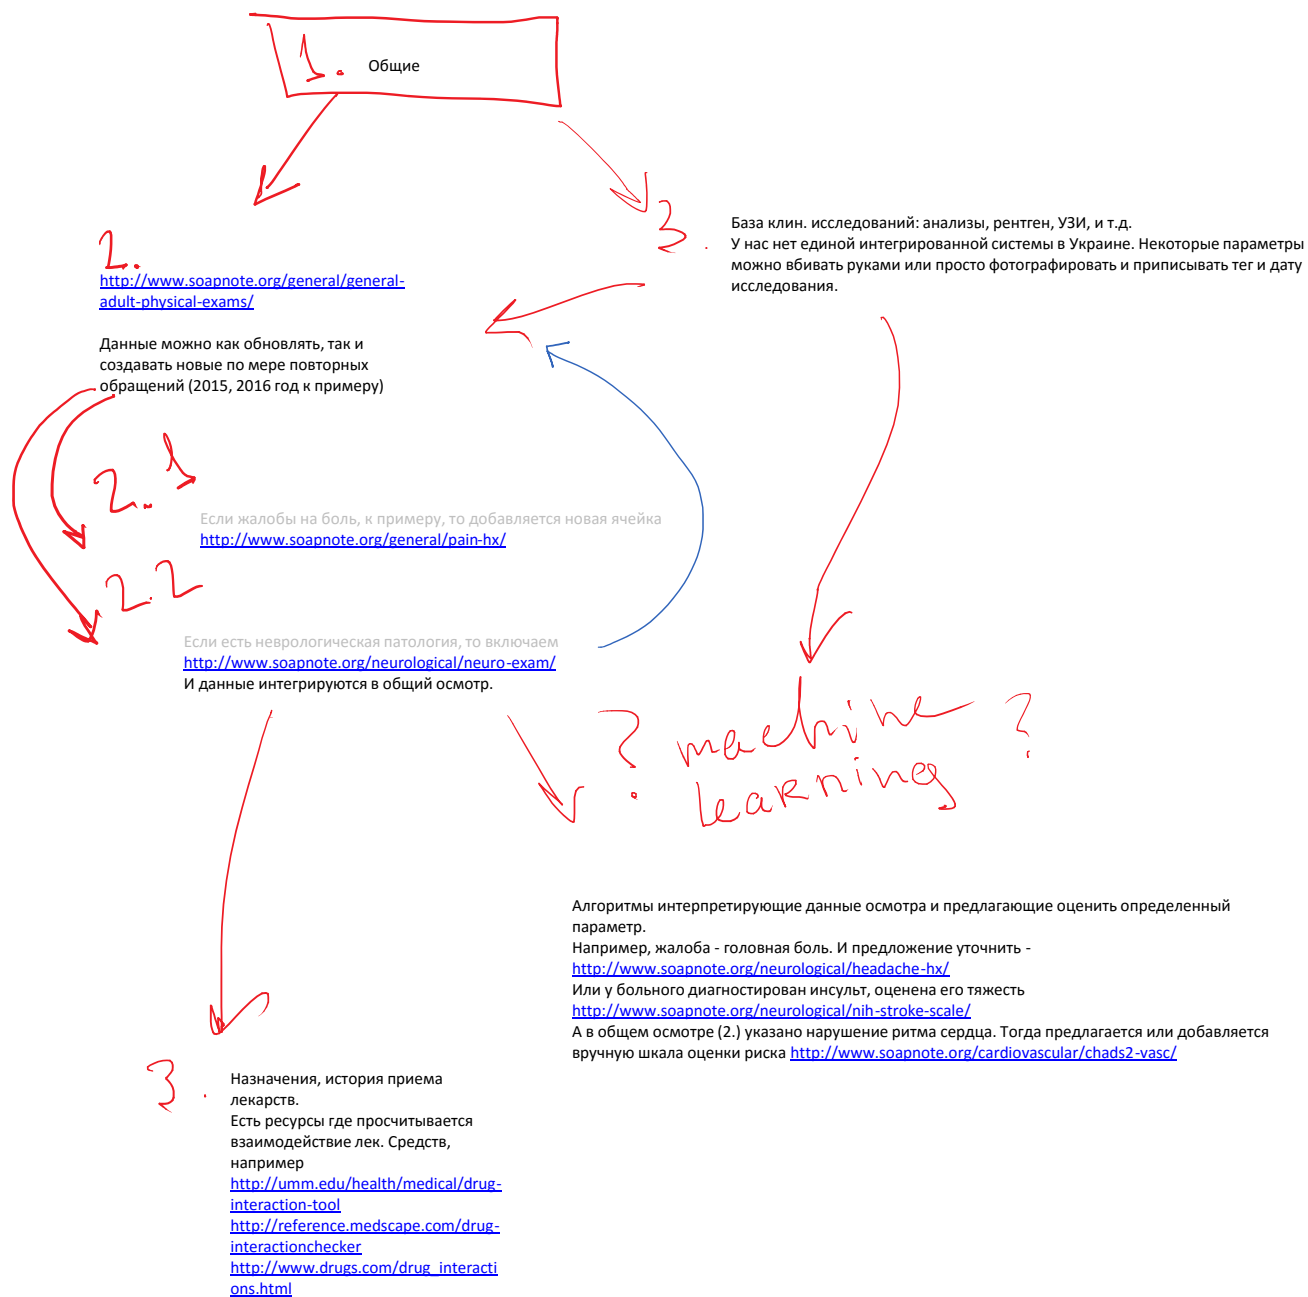 1. Общие
2.
http://www.soapnote.org/general/general-
adult-physical-exams/
Данные можно как обновлять, так и
создавать новые по мере повторных
обращений (2015, 2016 год к примеру)
3.
База клин. исследований: анализы, рентген, УЗИ, и т.д.
У нас нет единой интегрированной системы в Украине. Некоторые параметры
можно вбивать руками или просто фотографировать и приписывать тег и дату
исследования.
2.1
Если жалобы на боль, к примеру, то добавляется новая ячейка
http://www.soapnote.org/general/pain-hx/
2.2
Если есть неврологическая патология, то включаем
http://www.soapnote.org/neurological/neuro-exam/
И данные интегрируются в общий осмотр.
? machine ?
learning
Алгоритмы интерпретирующие данные осмотра и предлагающие оценить определенный
параметр.
Например, жалоба - головная боль. И предложение уточнить -
http://www.soapnote.org/neurological/headache-hx/
Или у больного диагностирован инсульт, оценена его тяжесть
http://www.soapnote.org/neurological/nih-stroke-scale/
А в общем осмотре (2.) указано нарушение ритма сердца. Тогда предлагается или добавляется
вручную шкала оценки риска http://www.soapnote.org/cardiovascular/chads2-vasc/
3.
Назначения, история приема
лекарств.
Есть ресурсы где просчитывается
взаимодействие лек. Средств,
например
http://umm.edu/health/medical/drug-
interaction-tool
http://reference.medscape.com/drug-
interactionchecker
http://www.drugs.com/drug_interacti
ons.html